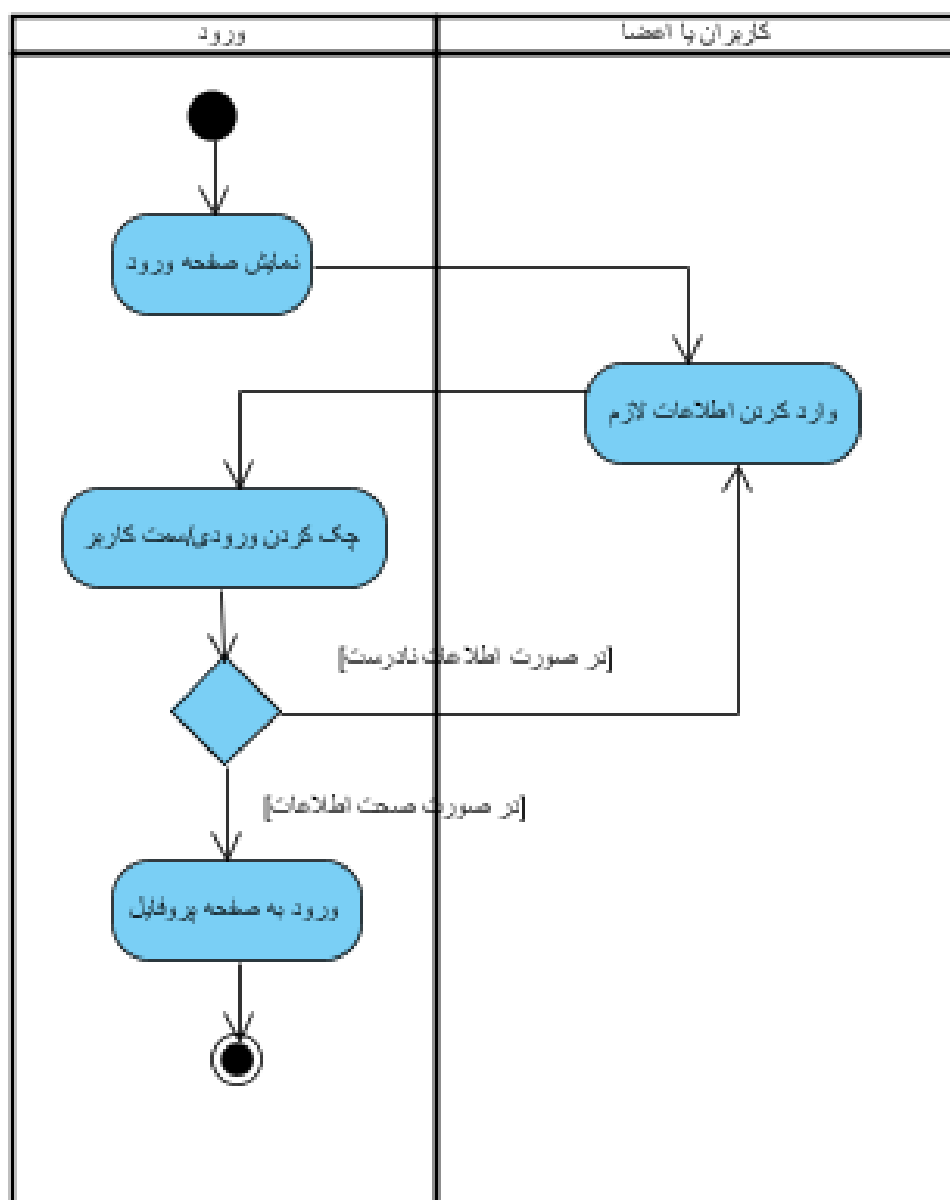 ورود
کاربران یا اعضا
نمایش صفحه ورود
وارد کردن اطلاعات لازم
چک کردن ورودی/سمت کاربر
[در صورت اطلاعات نادرست]
[در صورت صحت اطلاعات]
ورود به صفحه پروفایل